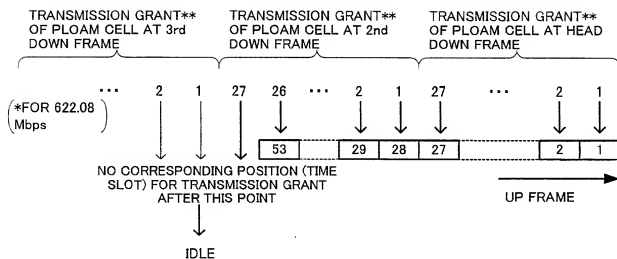 TRANSMISSION GRANT**
OF PLOAM CELL AT 3rd
DOWN FRAME
TRANSMISSION GRANT**
OF PLOAM CELL AT 2nd
DOWN FRAME
TRANSMISSION GRANT**
OF PLOAM CELL AT HEAD
DOWN FRAME
(*FOR 622.08
Mbps)
... 2 1 27 26 ... 2 1 27 ... 2 1
53 29 28 27 2 1
NO CORRESPONDING POSITION (TIME
SLOT) FOR TRANSMISSION GRANT
AFTER THIS POINT
UP FRAME
IDLE